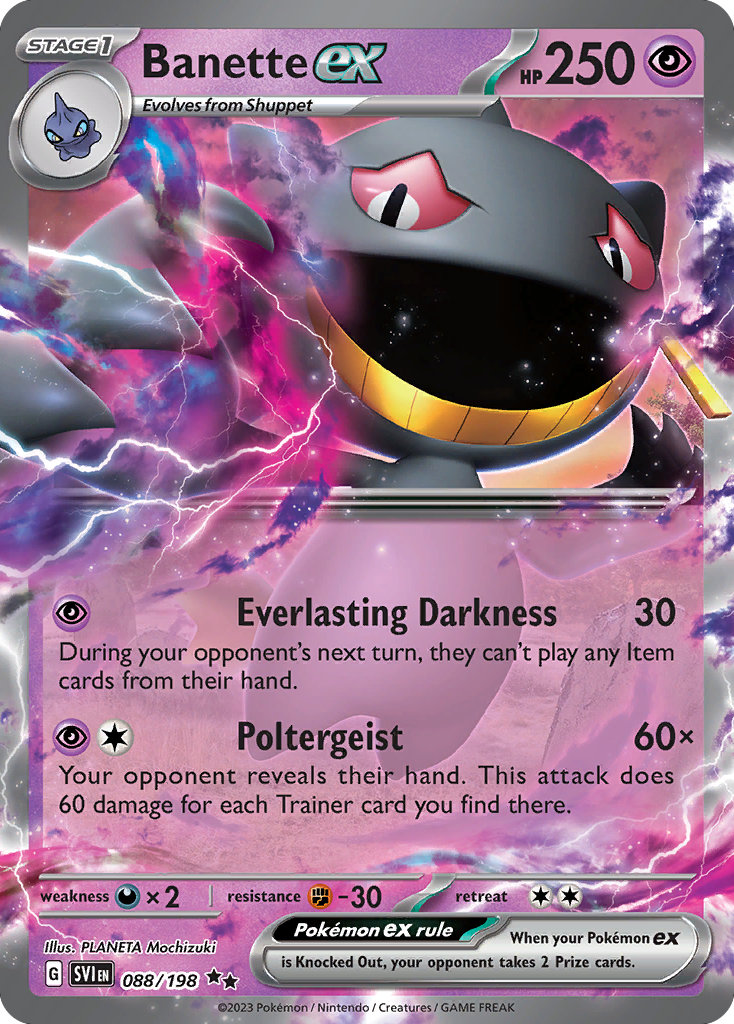 STAGE 1
Banette ex
HP 250
Evolves from Shuppet
Everlasting Darkness 30
During your opponent's next turn, they can't play any Item
cards from their hand.
Poltergeist 60×
Your opponent reveals their hand. This attack does
60 damage for each Trainer card you find there.
weakness ×2 resistance -30 retreat
Illus. PLANETA Mochizuki
Pokémon ex rule
When your Pokémon ex
is Knocked Out, your opponent takes 2 Prize cards.
G SVI EN 088/198
©2023 Pokémon / Nintendo / Creatures / GAME FREAK